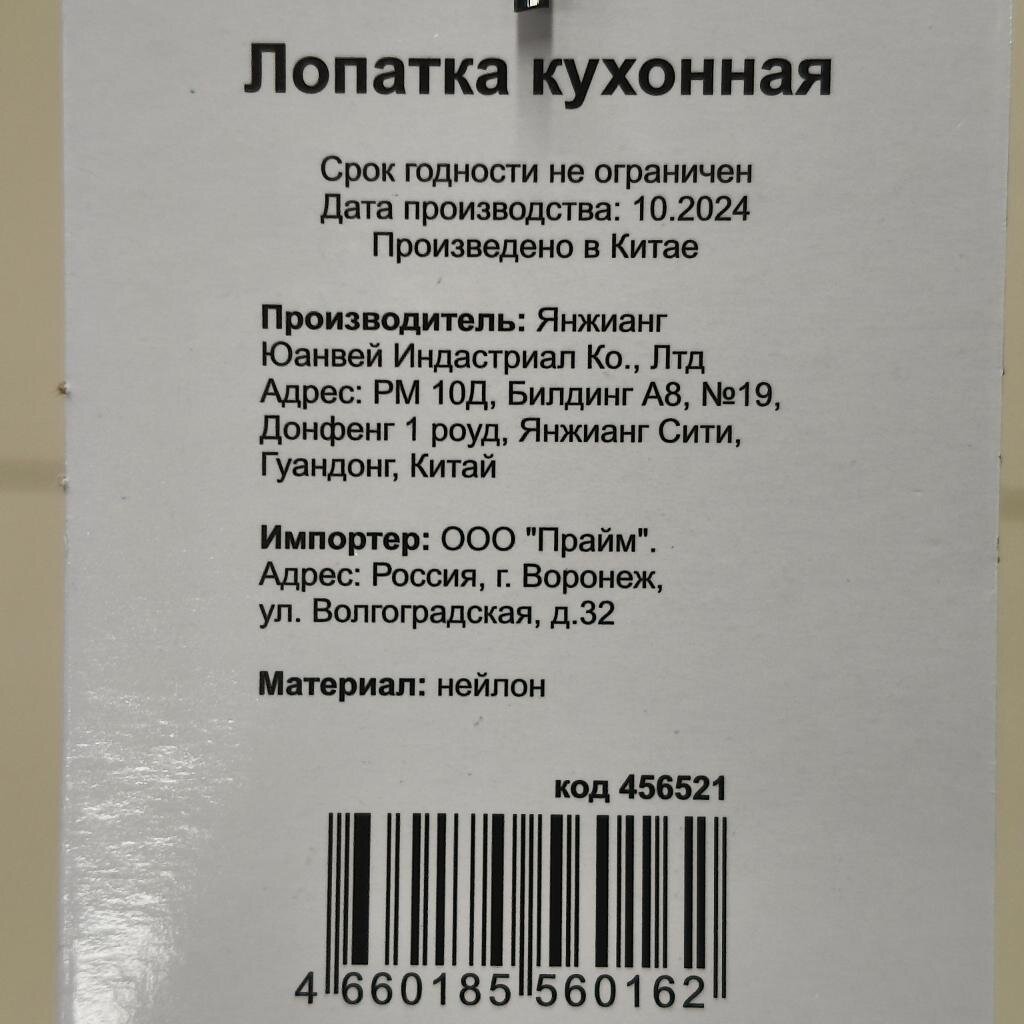 Лопатка кухонная
Срок годности не ограничен
Дата производства: 10.2024
Произведено в Китае
Производитель: Янжианг
Юанвей Индастриал Ко., Лтд
Адрес: РМ 10Д, Билдинг А8, №19,
Донфенг 1 роуд, Янжианг Сити,
Гуандонг, Китай
Импортер: ООО "Прайм".
Адрес: Россия, г. Воронеж,
ул. Волгоградская, д.32
Материал: нейлон
код 456521
4 660185 560162